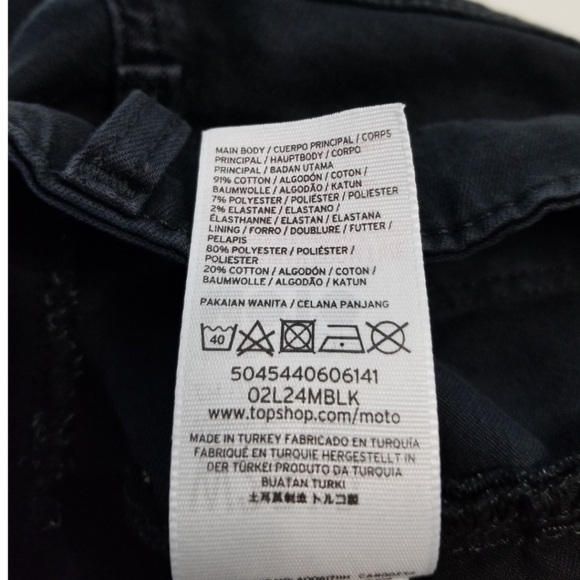 MAIN BODY / CUERPO PRINCIPAL / CORPS
PRINCIPAL / HAUPTBODY / CORPO
PRINCIPAL / BADAN UTAMA
91% COTTON / ALGODÓN / COTON /
BAUMWOLLE / ALGODÃO / KATUN
7% POLYESTER / POLIÉSTER / POLIESTER
2% ELASTANE / ELASTANO /
ÉLASTHANNE / ELASTAN / ELASTANA
LINING / FORRO / DOUBLURE / FUTTER /
PELAPIS
80% POLYESTER / POLIÉSTER /
POLIESTER
20% COTTON / ALGODÓN / COTON /
BAUMWOLLE / ALGODÃO / KATUN
PAKAIAN WANITA / CELANA PANJANG
40
5045440606141
02L24MBLK
www.topshop.com/moto
MADE IN TURKEY FABRICADO EN TURQUÍA
FABRIQUÉ EN TURQUIE HERGESTELLT IN
DER TÜRKEI PRODUTO DA TURQUIA
BUATAN TURKI
土耳其制造 トルコ製